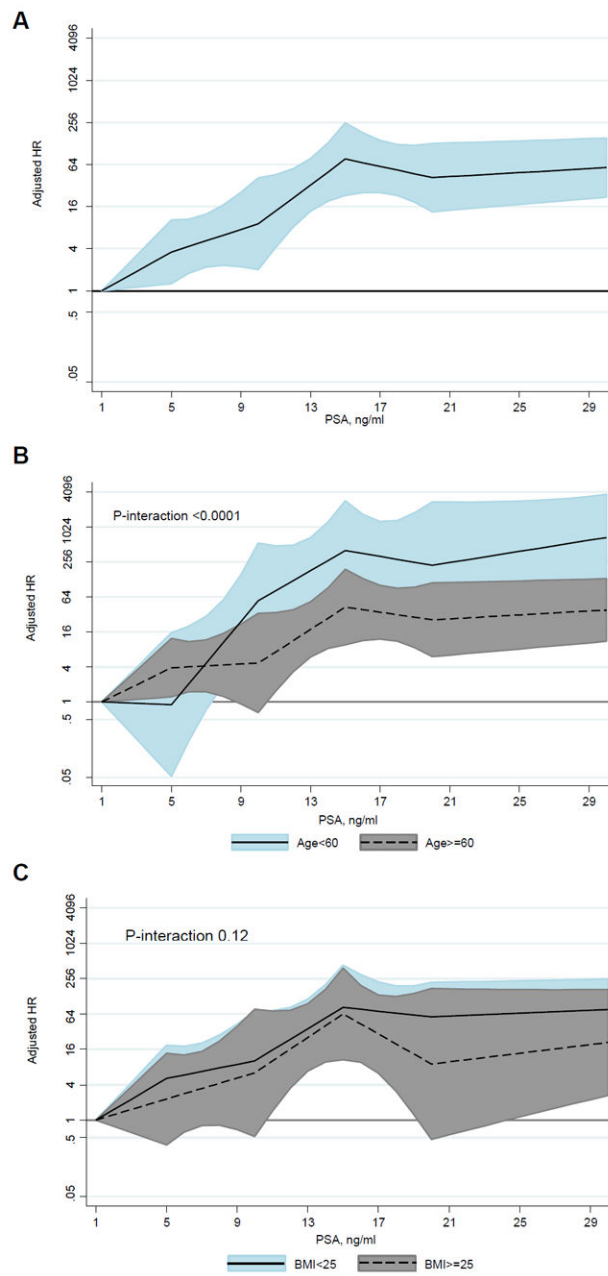 A
4096
1024
256
64
16
4
1
.5
.05
Adjusted HR
1 5 9 13 17 21 25 29
PSA, ng/ml
B
P-interaction <0.0001
4096
1024
256
64
16
4
1
.5
.05
Adjusted HR
1 5 9 13 17 21 25 29
PSA, ng/ml
Age<60 Age>=60
C
P-interaction 0.12
4096
1024
256
64
16
4
1
.5
.05
Adjusted HR
1 5 9 13 17 21 25 29
PSA, ng/ml
BMI<25 BMI>=25